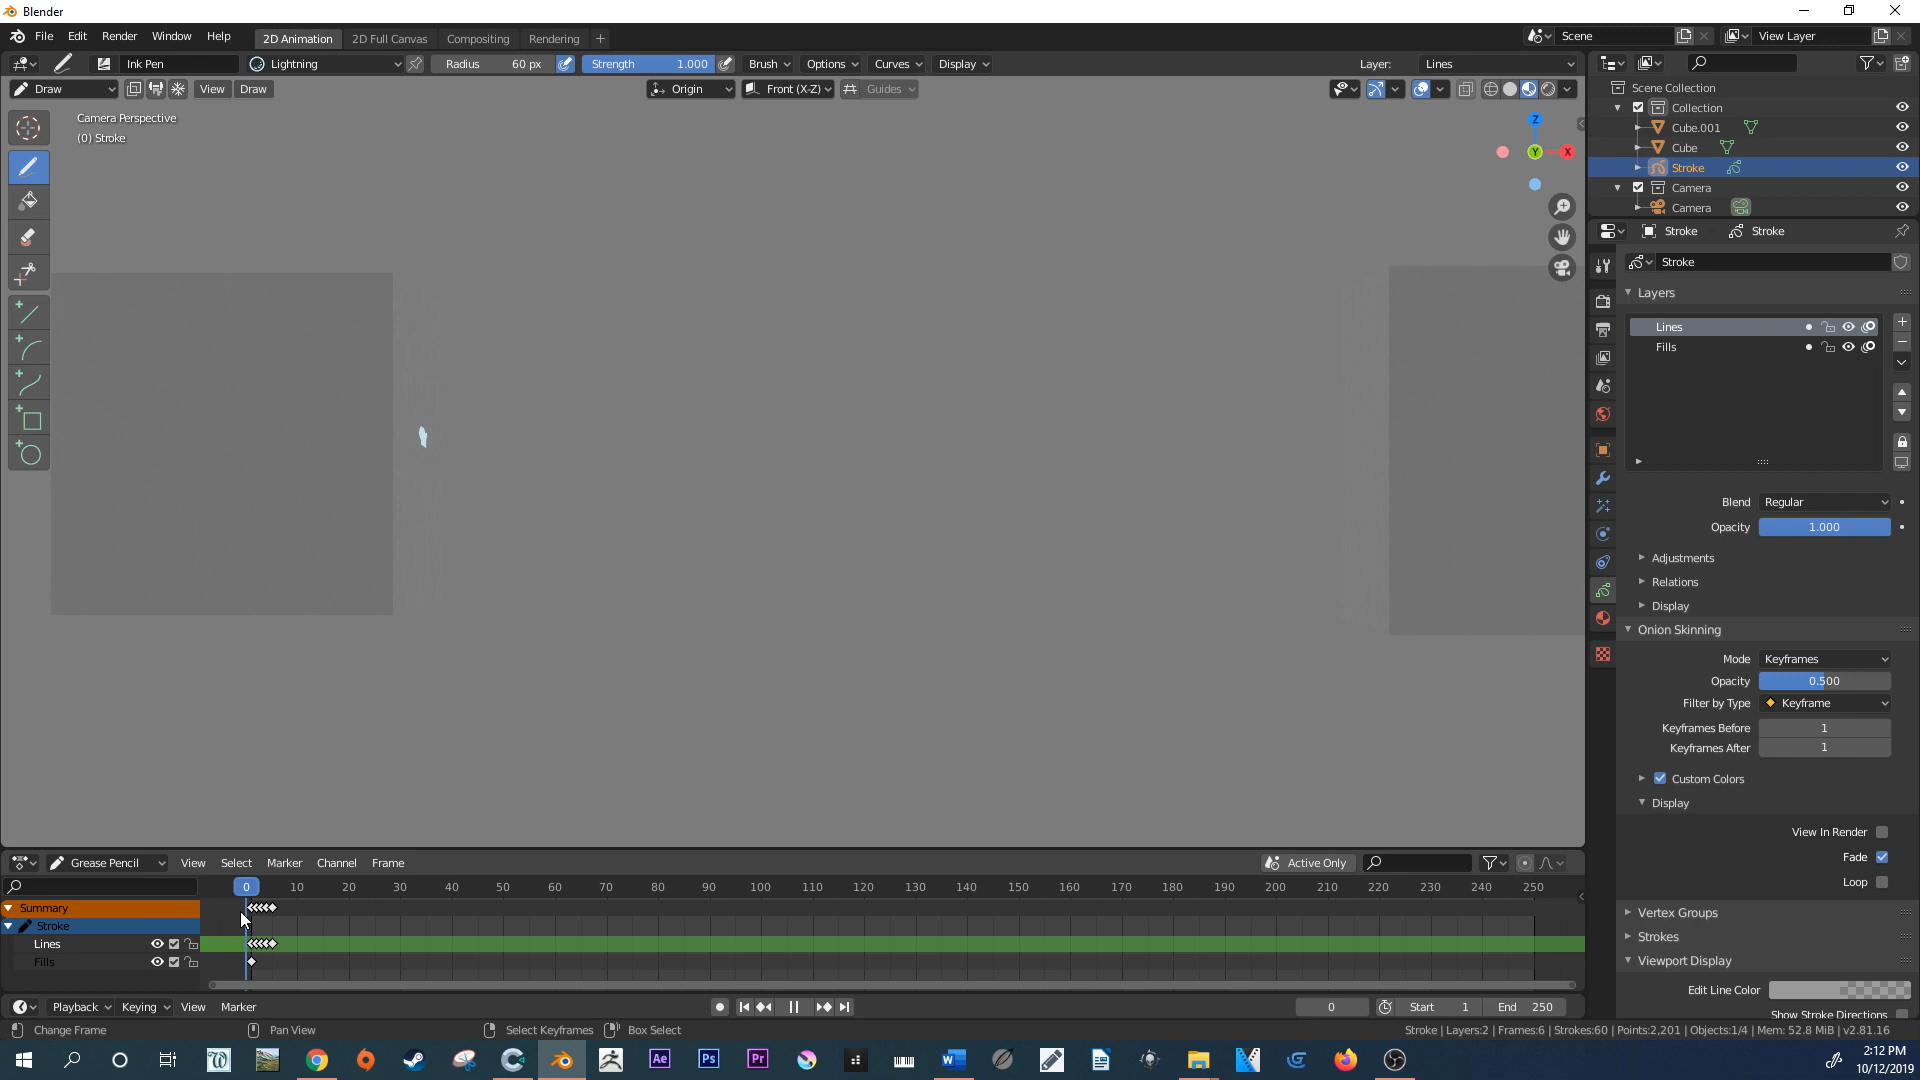 Blender
File Edit Render Window Help 2D Animation 2D Full Canvas Compositing Rendering + Scene View Layer
Ink Pen Lightning Radius 60 px Strength 1.000 Brush Options Curves Display Layer: Lines
Draw View Draw Origin Front (X-Z) Guides
Camera Perspective
(0) Stroke
Z
Y
X
Scene Collection
Collection
Cube.001
Cube
Stroke
Camera
Camera
Stroke Stroke
Stroke
Layers
Lines
Fills
Blend Regular
Opacity 1.000
Adjustments
Relations
Display
Onion Skinning
Mode Keyframes
Opacity 0.500
Filter by Type Keyframe
Keyframes Before 1
Keyframes After 1
Custom Colors
Display
View In Render
Fade
Loop
Vertex Groups
Strokes
Viewport Display
Edit Line Color
Show Stroke Directions
Grease Pencil View Select Marker Channel Frame Active Only
0 10 20 30 40 50 60 70 80 90 100 110 120 130 140 150 160 170 180 190 200 210 220 230 240 250
Summary
Stroke
Lines
Fills
Playback Keying View Marker 0 Start 1 End 250
Change Frame Pan View Select Keyframes Box Select Stroke | Layers:2 | Frames:6 | Strokes:60 | Points:2,201 | Objects:1/4 | Mem: 52.8 MiB | v2.81.16
Ae Ps Pr
2:12 PM
10/12/2019